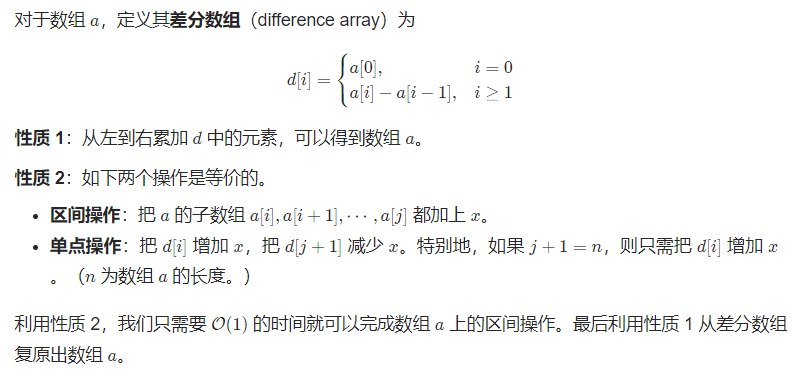 对于数组 a，定义其差分数组（difference array）为
d[i] = { a[0], i = 0
a[i] − a[i − 1], i ≥ 1
性质 1：从左到右累加 d 中的元素，可以得到数组 a。
性质 2：如下两个操作是等价的。
• 区间操作：把 a 的子数组 a[i], a[i + 1], ⋯ , a[j] 都加上 x。
• 单点操作：把 d[i] 增加 x，把 d[j + 1] 减少 x。特别地，如果 j + 1 = n，则只需把 d[i] 增加 x
。（n 为数组 a 的长度。）
利用性质 2，我们只需要 O(1) 的时间就可以完成数组 a 上的区间操作。最后利用性质 1 从差分数组
复原出数组 a。